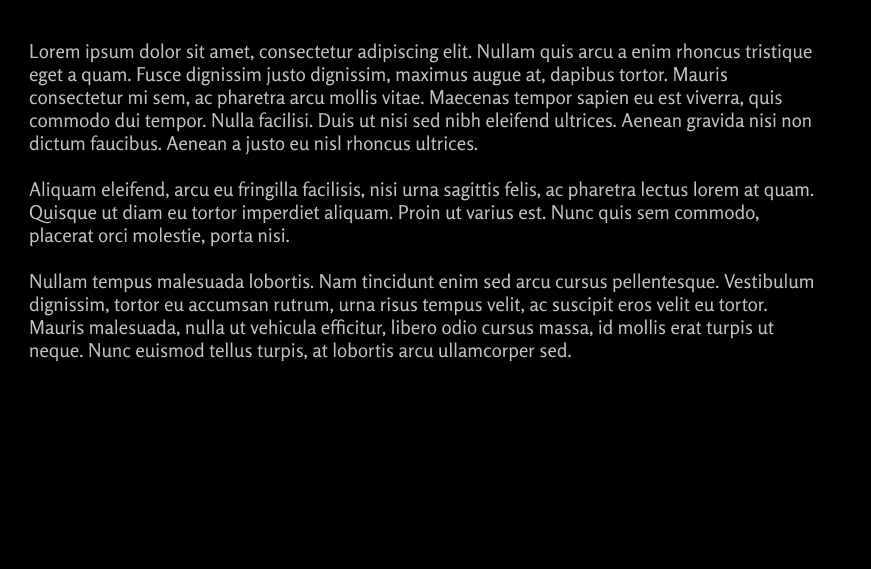 Lorem ipsum dolor sit amet, consectetur adipiscing elit. Nullam quis arcu a enim rhoncus tristique
eget a quam. Fusce dignissim justo dignissim, maximus augue at, dapibus tortor. Mauris
consectetur mi sem, ac pharetra arcu mollis vitae. Maecenas tempor sapien eu est viverra, quis
commodo dui tempor. Nulla facilisi. Duis ut nisi sed nibh eleifend ultrices. Aenean gravida nisi non
dictum faucibus. Aenean a justo eu nisl rhoncus ultrices.

Aliquam eleifend, arcu eu fringilla facilisis, nisi urna sagittis felis, ac pharetra lectus lorem at quam.
Quisque ut diam eu tortor imperdiet aliquam. Proin ut varius est. Nunc quis sem commodo,
placerat orci molestie, porta nisi.

Nullam tempus malesuada lobortis. Nam tincidunt enim sed arcu cursus pellentesque. Vestibulum
dignissim, tortor eu accumsan rutrum, urna risus tempus velit, ac suscipit eros velit eu tortor.
Mauris malesuada, nulla ut vehicula efficitur, libero odio cursus massa, id mollis erat turpis ut
neque. Nunc euismod tellus turpis, at lobortis arcu ullamcorper sed.